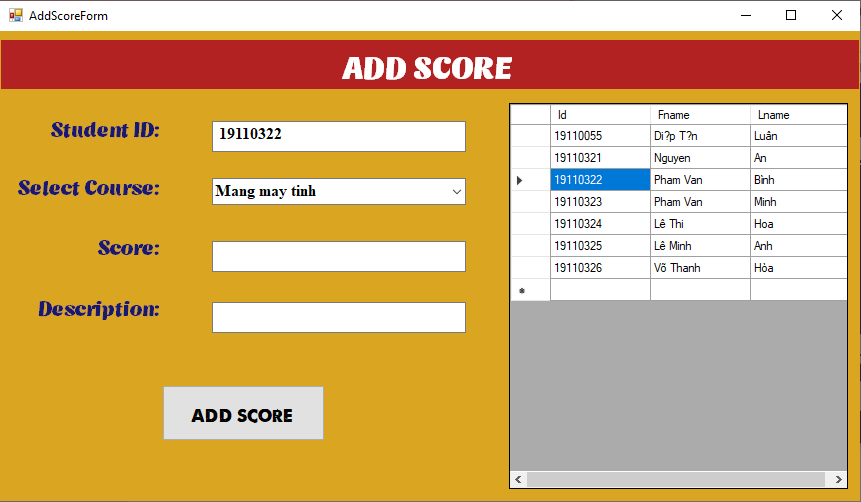 AddScoreForm
ADD SCORE
Student ID: 19110322
Select Course: Mang may tinh
Score:
Description:
ADD SCORE
Id Fname Lname
19110055 Di?p T?n Luân
19110321 Nguyen An
19110322 Pham Van Bình
19110323 Pham Van Minh
19110324 Lê Thi Hoa
19110325 Lê Minh Anh
19110326 Võ Thanh Hòa